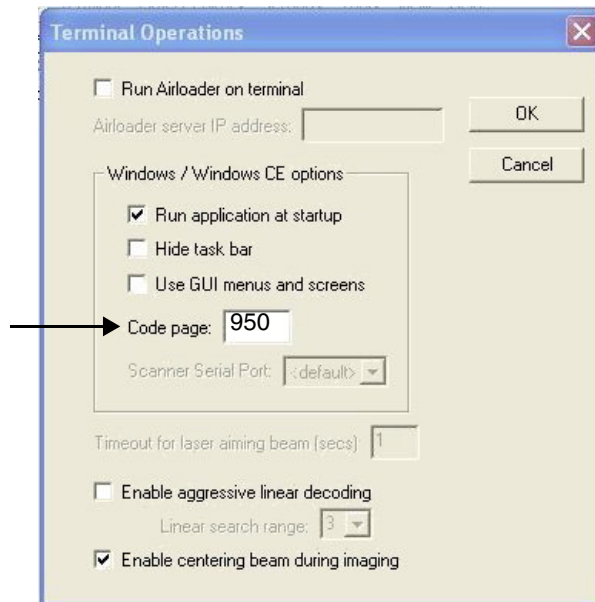 Terminal Operations
Run Airloader on terminal
Airloader server IP address:
OK
Cancel
Windows / Windows CE options
Run application at startup
Hide task bar
Use GUI menus and screens
Code page: 950
Scanner Serial Port: <default>
Timeout for laser aiming beam (secs) 1
Enable aggressive linear decoding
Linear search range: 3
Enable centering beam during imaging